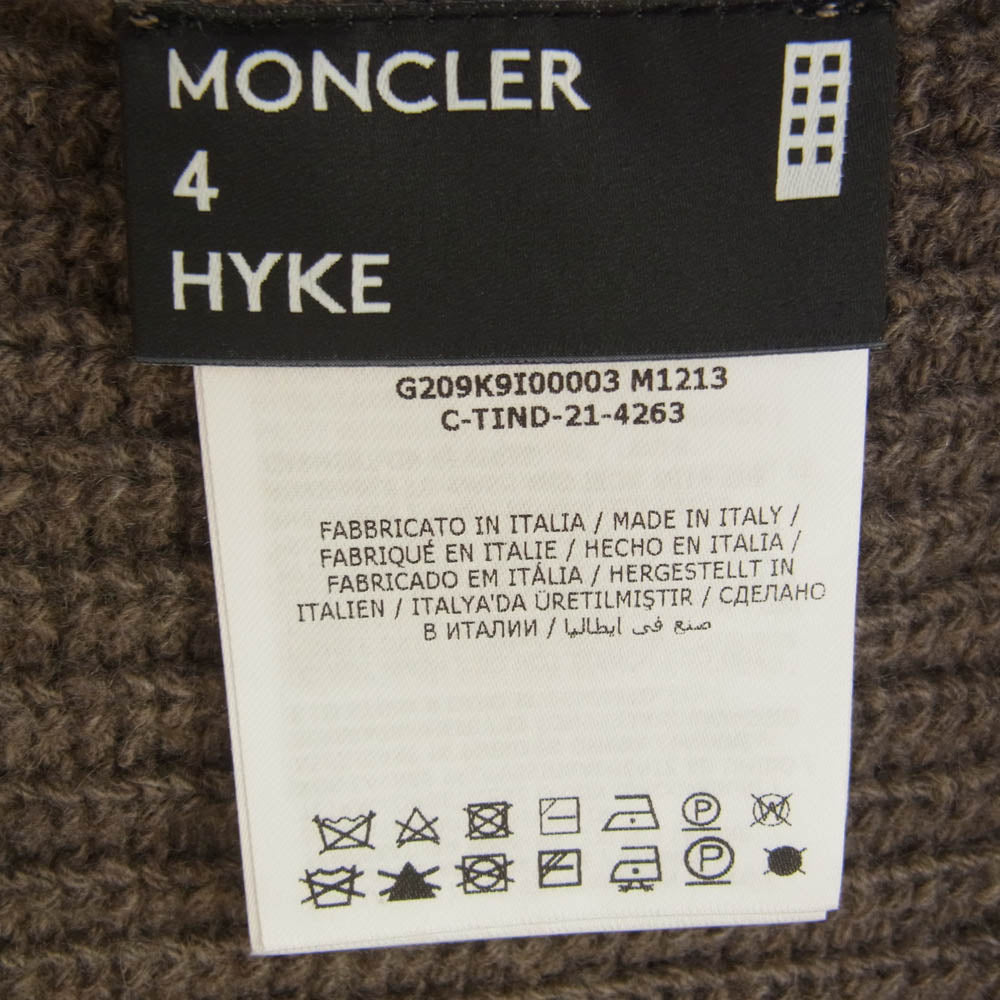 MONCLER
4
HYKE
G209K9I00003 M1213
C-TIND-21-4263
FABBRICATO IN ITALIA / MADE IN ITALY /
FABRIQUÉ EN ITALIE / HECHO EN ITALIA /
FABRICADO EM ITÁLIA / HERGESTELLT IN
ITALIEN / ITALYA'DA ÜRETILMIŞTIR / СДЕЛАНО
В ИТАЛИИ / صنع فى ايطاليا
P W
P